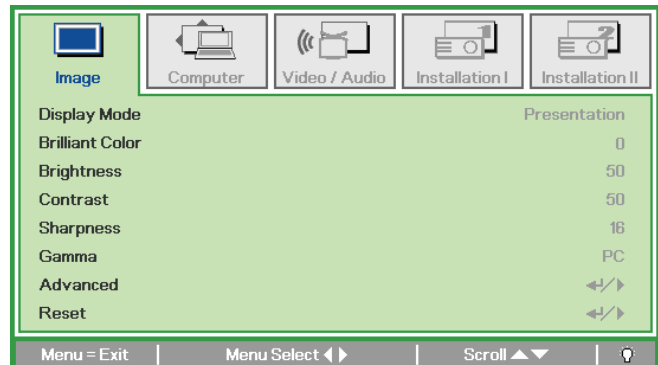 Image Computer Video / Audio Installation I Installation II
Display Mode Presentation
Brilliant Color 0
Brightness 50
Contrast 50
Sharpness 16
Gamma PC
Advanced
Reset
Menu = Exit Menu Select Scroll